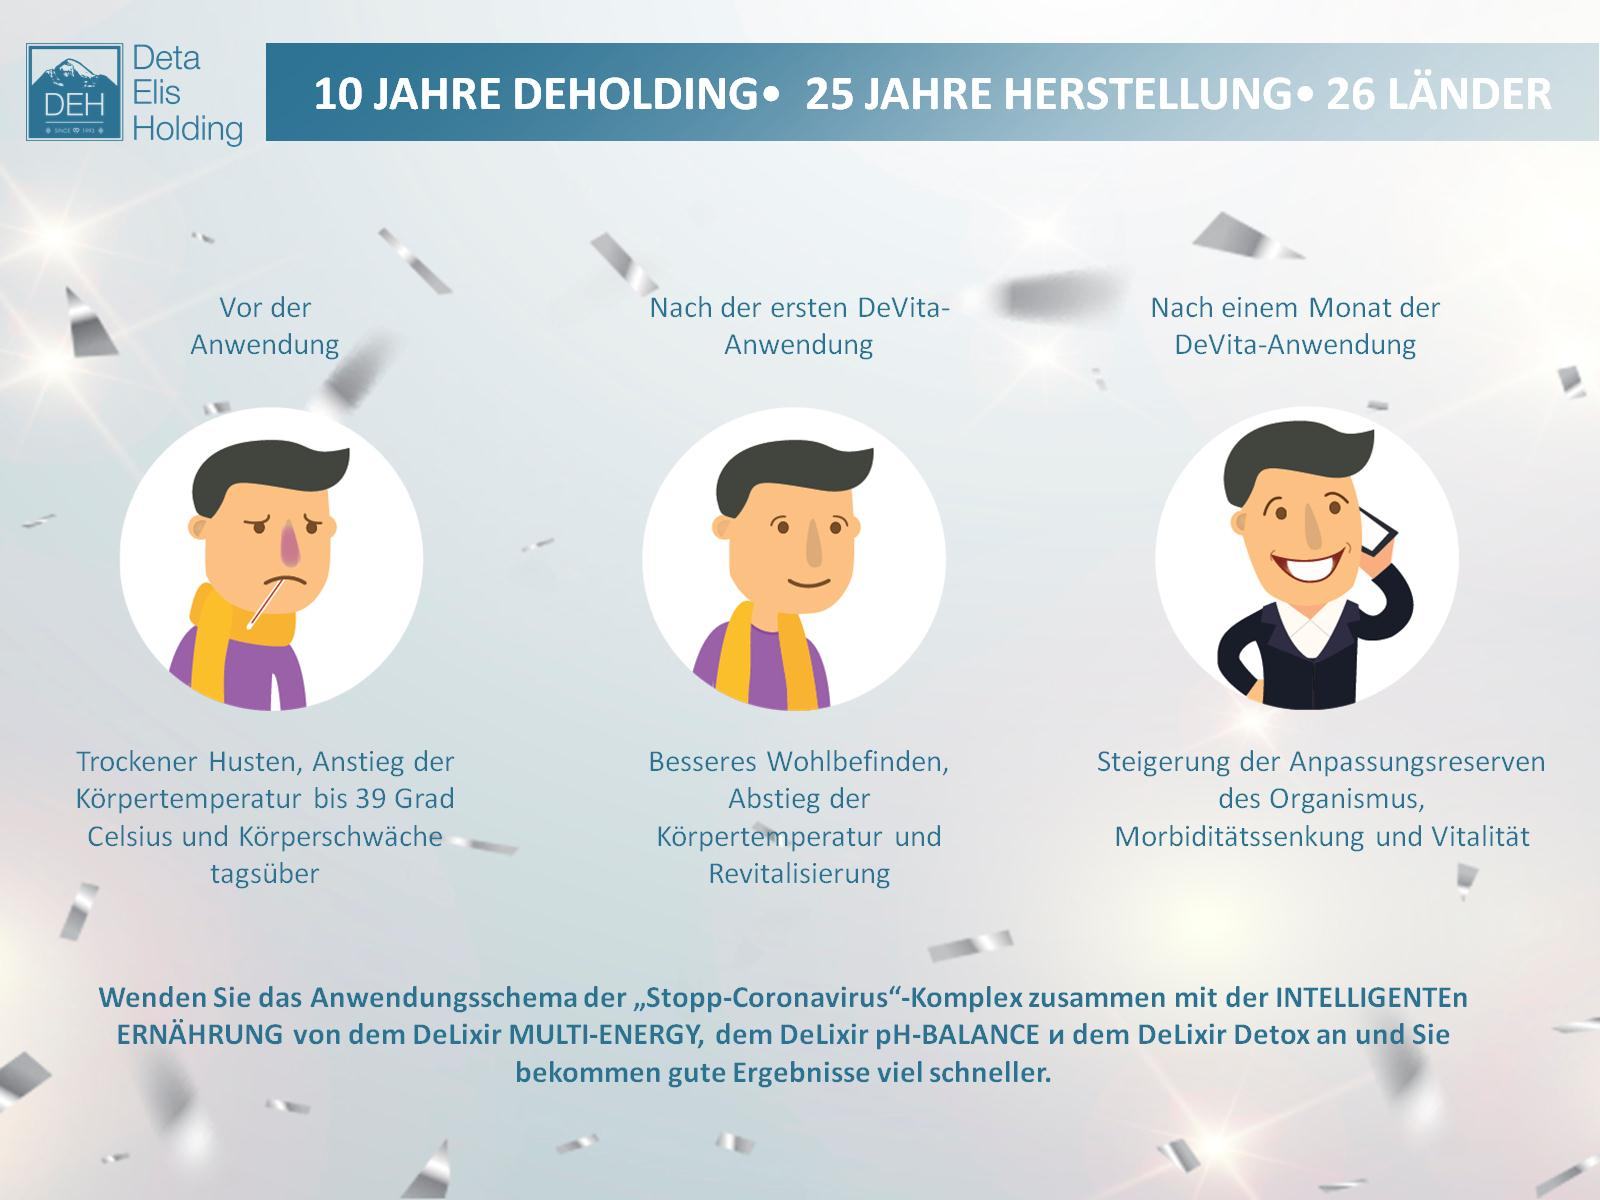 Deta
Elis
Holding
DEH
SINCE 1993
10 JAHRE DEHOLDING• 25 JAHRE HERSTELLUNG• 26 LÄNDER
Vor der
Anwendung
Trockener Husten, Anstieg der
Körpertemperatur bis 39 Grad
Celsius und Körperschwäche
tagsüber
Nach der ersten DeVita-
Anwendung
Besseres Wohlbefinden,
Abstieg der
Körpertemperatur und
Revitalisierung
Nach einem Monat der
DeVita-Anwendung
Steigerung der Anpassungsreserven
des Organismus,
Morbiditätssenkung und Vitalität
Wenden Sie das Anwendungsschema der „Stopp-Coronavirus“-Komplex zusammen mit der INTELLIGENTEn
ERNÄHRUNG von dem DeLixir MULTI-ENERGY, dem DeLixir pH-BALANCE и dem DeLixir Detox an und Sie
bekommen gute Ergebnisse viel schneller.